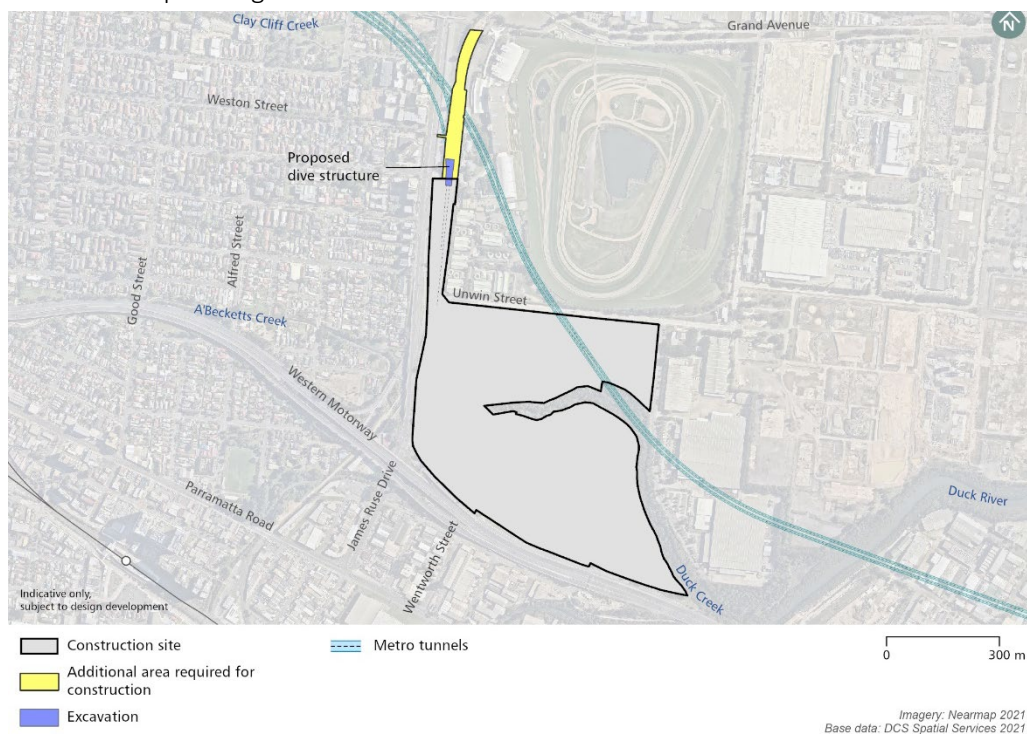 Clay Cliff Creek
Grand Avenue
N
Weston Street
Proposed
dive structure
Alfred Street
Good Street
Unwin Street
A'Becketts Creek
Western Motorway
Parramatta Road
James Ruse Drive
Wentworth Street
Duck River
Duck Creek
Indicative only,
subject to design development
Construction site
Metro tunnels
0 300 m
Additional area required for
construction
Excavation
Imagery: Nearmap 2021
Base data: DCS Spatial Services 2021